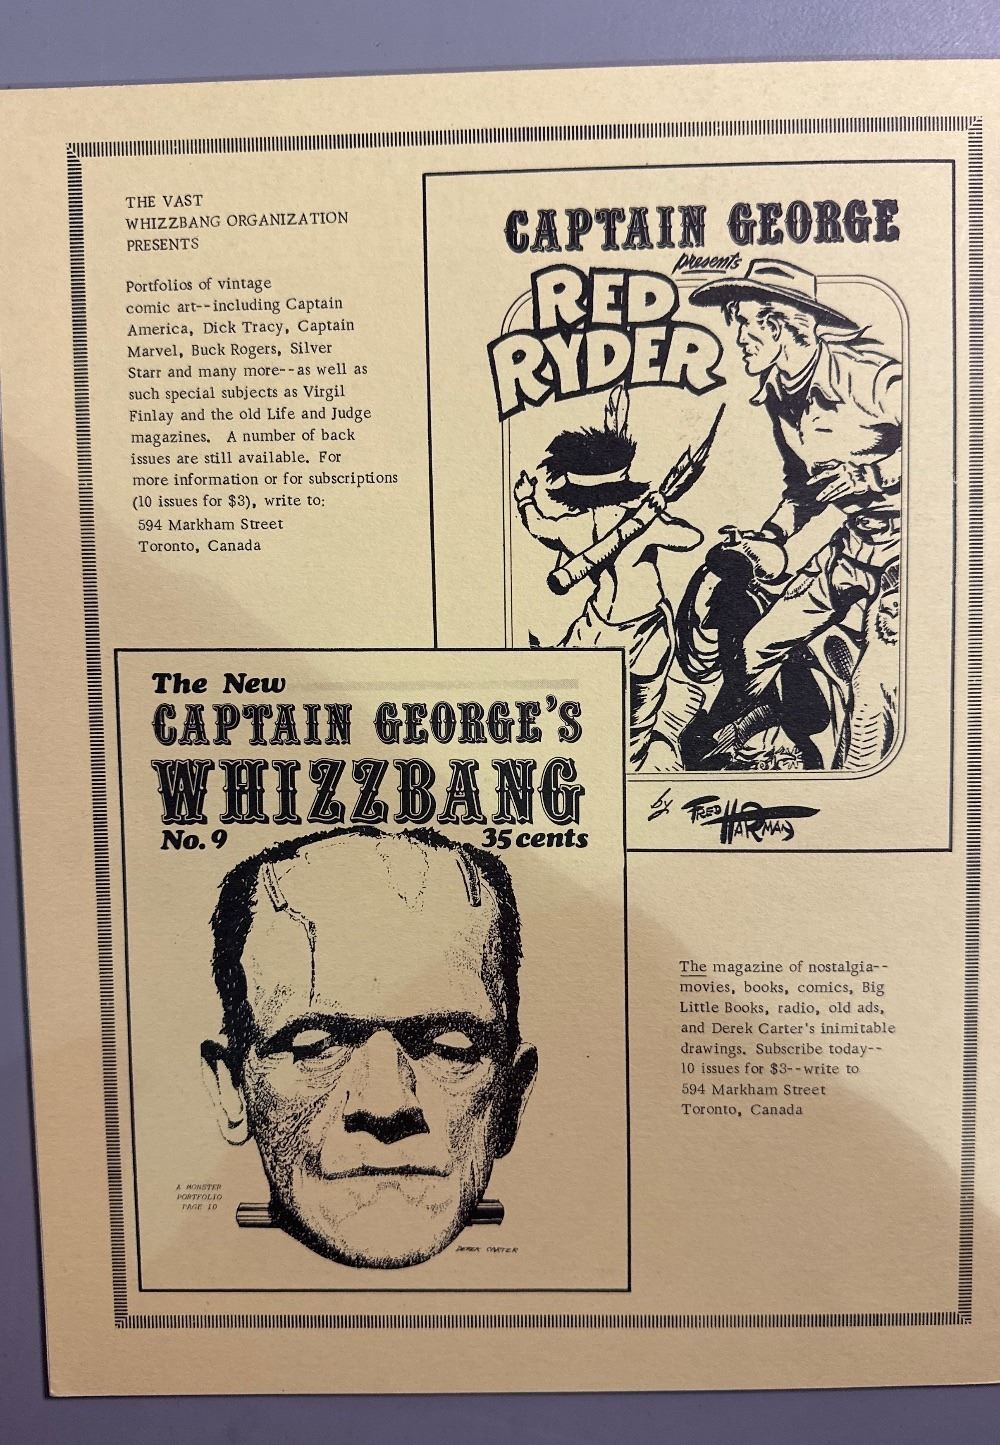 THE VAST
WHIZZBANG ORGANIZATION
PRESENTS
Portfolios of vintage
comic art--including Captain
America, Dick Tracy, Captain
Marvel, Buck Rogers, Silver
Starr and many more--as well as
such special subjects as Virgil
Finlay and the old Life and Judge
magazines. A number of back
issues are still available. For
more information or for subscriptions
(10 issues for $3), write to:
594 Markham Street
Toronto, Canada
CAPTAIN GEORGE
presents
RED
RYDER
by FRED HARMAN
The New
CAPTAIN GEORGE'S
WHIZZBANG
No. 9 35 cents
A MONSTER
PORTFOLIO
PAGE 10
DEREK CARTER
The magazine of nostalgia--
movies, books, comics, Big
Little Books, radio, old ads,
and Derek Carter's inimitable
drawings. Subscribe today--
10 issues for $3--write to
594 Markham Street
Toronto, Canada